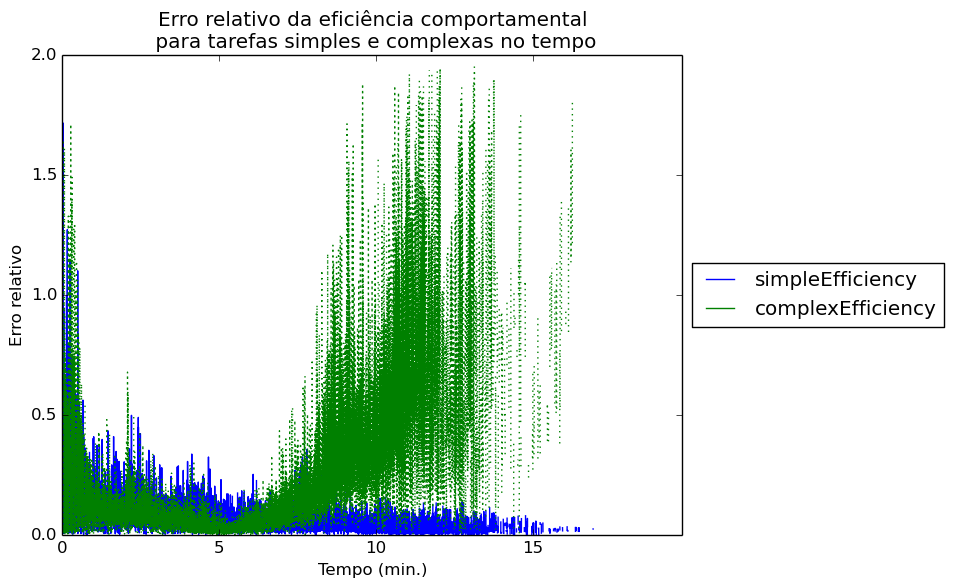 Erro relativo da eficiência comportamental
para tarefas simples e complexas no tempo
2.0
1.5
1.0
0.5
0.0
Erro relativo
0 5 10 15
Tempo (min.)
simpleEfficiency
complexEfficiency